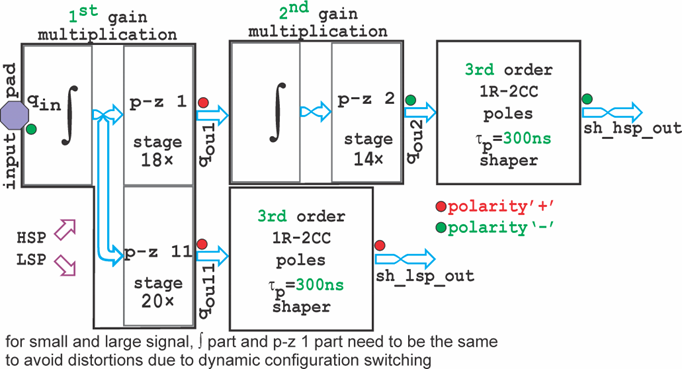 1st gain
multiplication
2nd gain
multiplication
input pad
qin
∫
p-z 1
stage
18×
qou1
∫
p-z 2
stage
14×
qou2
3rd order
1R-2CC
poles
τp=300ns
shaper
sh_hsp_out
HSP
LSP
p-z 11
stage
20×
qou11
3rd order
1R-2CC
poles
τp=300ns
shaper
sh_lsp_out
polarity'+'
polarity'-'
for small and large signal, ∫ part and p-z 1 part need to be the same
to avoid distortions due to dynamic configuration switching